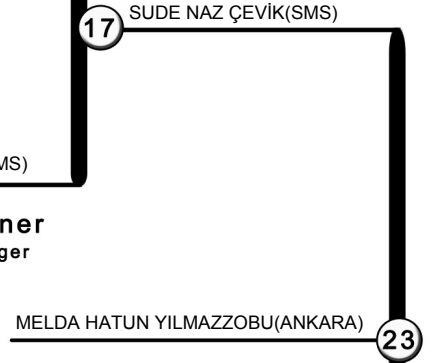 SUDE NAZ ÇEVİK(SMS)
17
MS)
ner
ger
MELDA HATUN YILMAZZOBU(ANKARA)
23